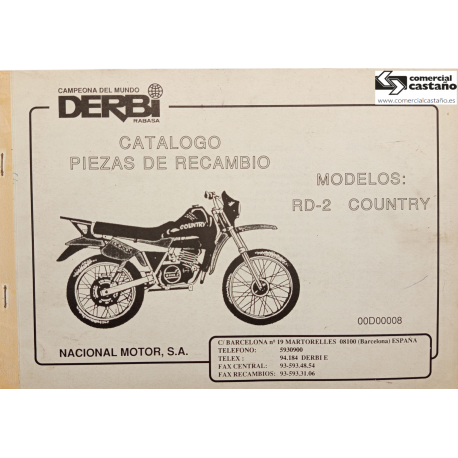 comercial
castaño
www.comercialcastaño.es
CAMPEONA DEL MUNDO
DERBI
RABASA
CATALOGO
PIEZAS DE RECAMBIO
MODELOS:
RD-2 COUNTRY
COUNTRY
00D00008
NACIONAL MOTOR, S.A.
C/ BARCELONA nº 19 MARTORELLES 08100 (Barcelona) ESPAÑA
TELEFONO: 5930900
TELEX : 94.184 DERBI E
FAX CENTRAL: 93-593.48.54
FAX RECAMBIOS: 93-593.31.06